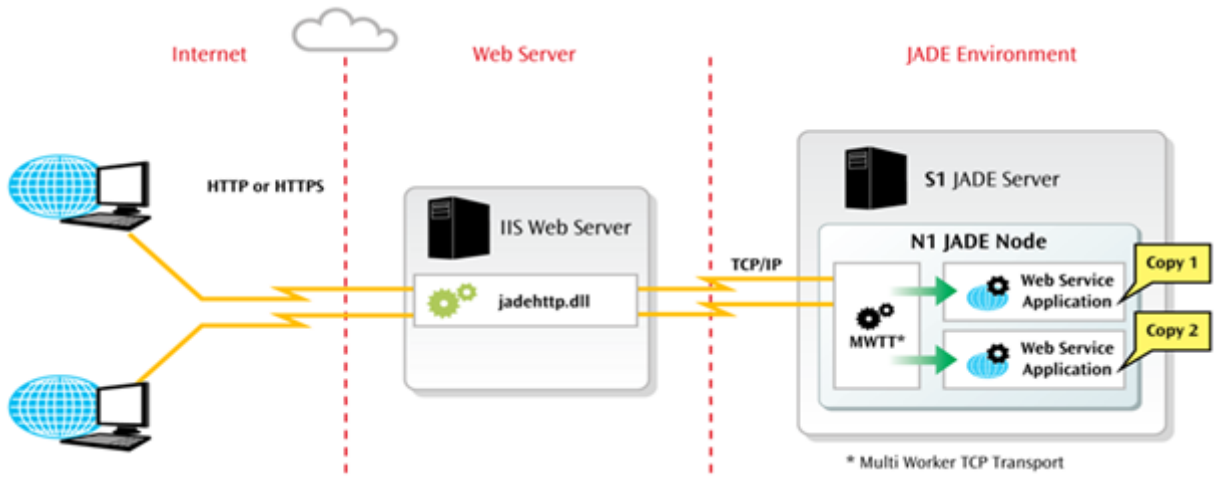 Internet
Web Server
JADE Environment
HTTP or HTTPS
IIS Web Server
jadehttp.dll
TCP/IP
S1 JADE Server
N1 JADE Node
MWTT*
Web Service
Application
Copy 1
Web Service
Application
Copy 2
* Multi Worker TCP Transport